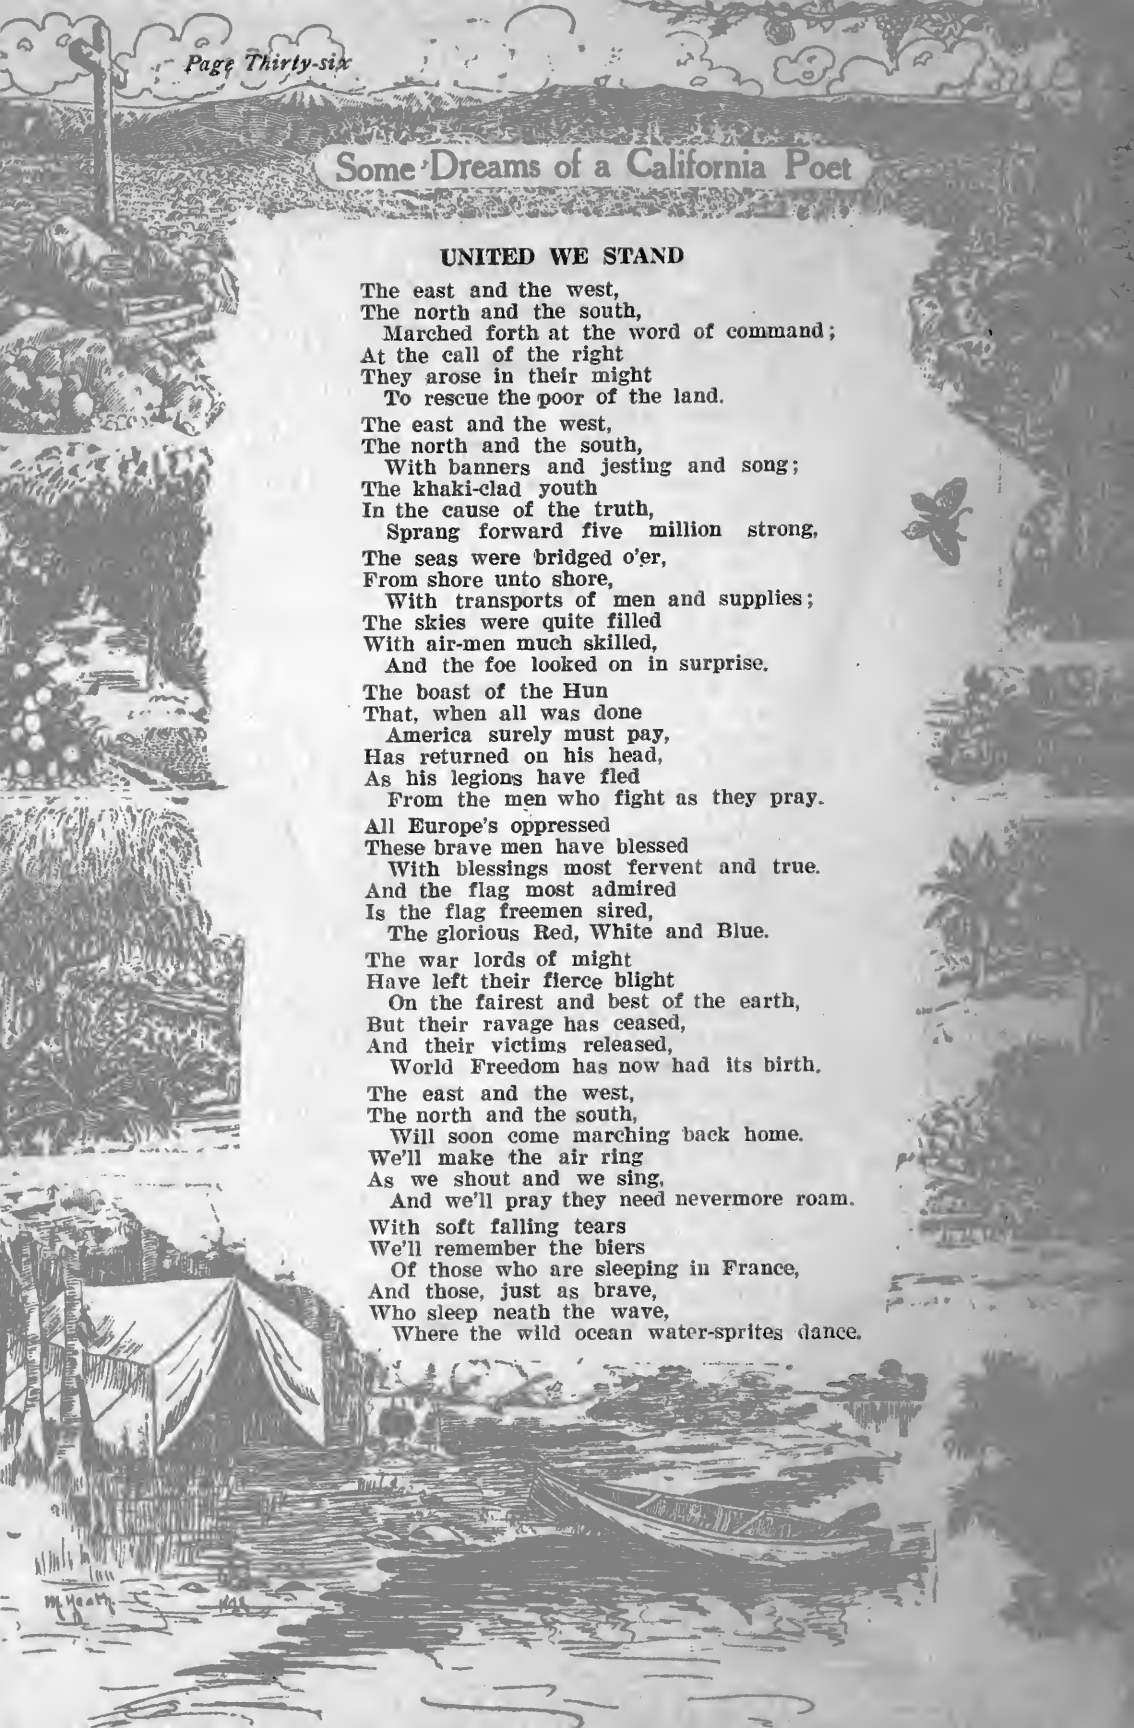 Page Thirty-six
Some Dreams of a California Poet
UNITED WE STAND
The east and the west,
The north and the south,
Marched forth at the word of command;
At the call of the right
They arose in their might
To rescue the poor of the land.
The east and the west,
The north and the south,
With banners and jesting and song;
The khaki-clad youth
In the cause of the truth,
Sprang forward five million strong,
The seas were bridged o'er,
From shore unto shore,
With transports of men and supplies;
The skies were quite filled
With air-men much skilled,
And the foe looked on in surprise.
The boast of the Hun
That, when all was done
America surely must pay,
Has returned on his head,
As his legions have fled
From the men who fight as they pray.
All Europe's oppressed
These brave men have blessed
With blessings most fervent and true.
And the flag most admired
Is the flag freemen sired,
The glorious Red, White and Blue.
The war lords of might
Have left their fierce blight
On the fairest and best of the earth,
But their ravage has ceased,
And their victims released,
World Freedom has now had its birth.
The east and the west,
The north and the south,
Will soon come marching back home.
We'll make the air ring
As we shout and we sing,
And we'll pray they need nevermore roam.
With soft falling tears
We'll remember the biers
Of those who are sleeping in France,
And those, just as brave,
Who sleep neath the wave,
Where the wild ocean water-sprites dance.